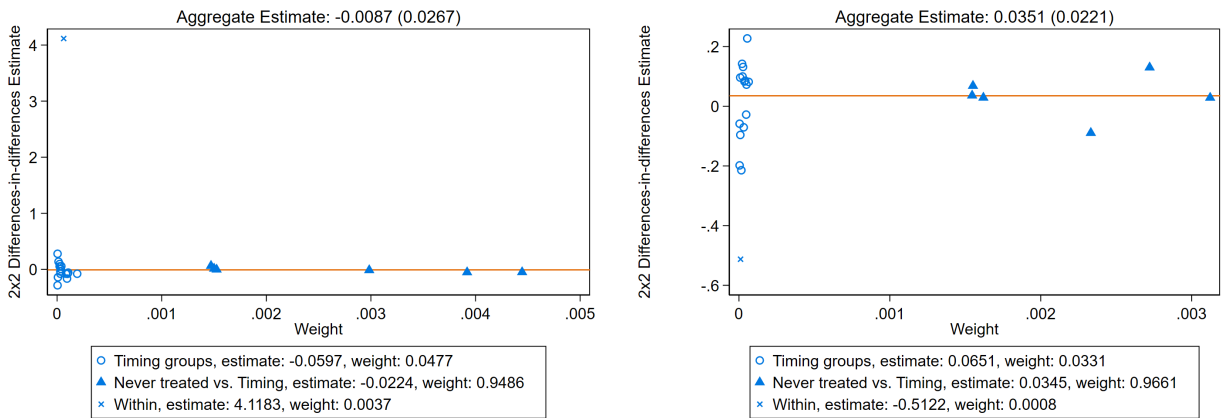 Aggregate Estimate: -0.0087 (0.0267)
2x2 Differences-in-differences Estimate
4
3
2
1
0
0 .001 .002 .003 .004 .005
Weight
Timing groups, estimate: -0.0597, weight: 0.0477
Never treated vs. Timing, estimate: -0.0224, weight: 0.9486
Within, estimate: 4.1183, weight: 0.0037
Aggregate Estimate: 0.0351 (0.0221)
2x2 Differences-in-differences Estimate
.2
0
-.2
-.4
-.6
0 .001 .002 .003
Weight
Timing groups, estimate: 0.0651, weight: 0.0331
Never treated vs. Timing, estimate: 0.0345, weight: 0.9661
Within, estimate: -0.5122, weight: 0.0008